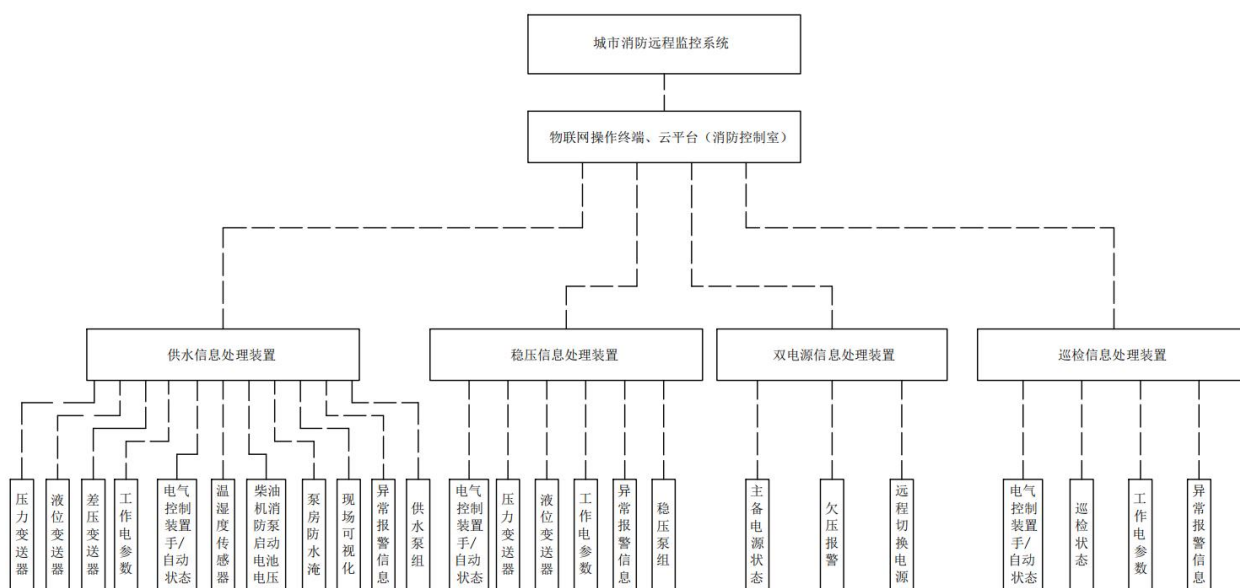 城市消防远程监控系统
物联网操作终端、云平台（消防控制室）
供水信息处理装置
稳压信息处理装置
双电源信息处理装置
巡检信息处理装置
压力变送器
液位变送器
差压变送器
工作电参数
电气控制装置手/自动状态
温湿度传感器
柴油机消防泵启动电池电压
泵房防水淹
现场可视化
异常报警信息
供水泵组
电气控制装置手/自动状态
压力变送器
液位变送器
工作电参数
异常报警信息
稳压泵组
主备电源状态
欠压报警
远程切换电源
电气控制装置手/自动状态
巡检状态
工作电参数
异常报警信息